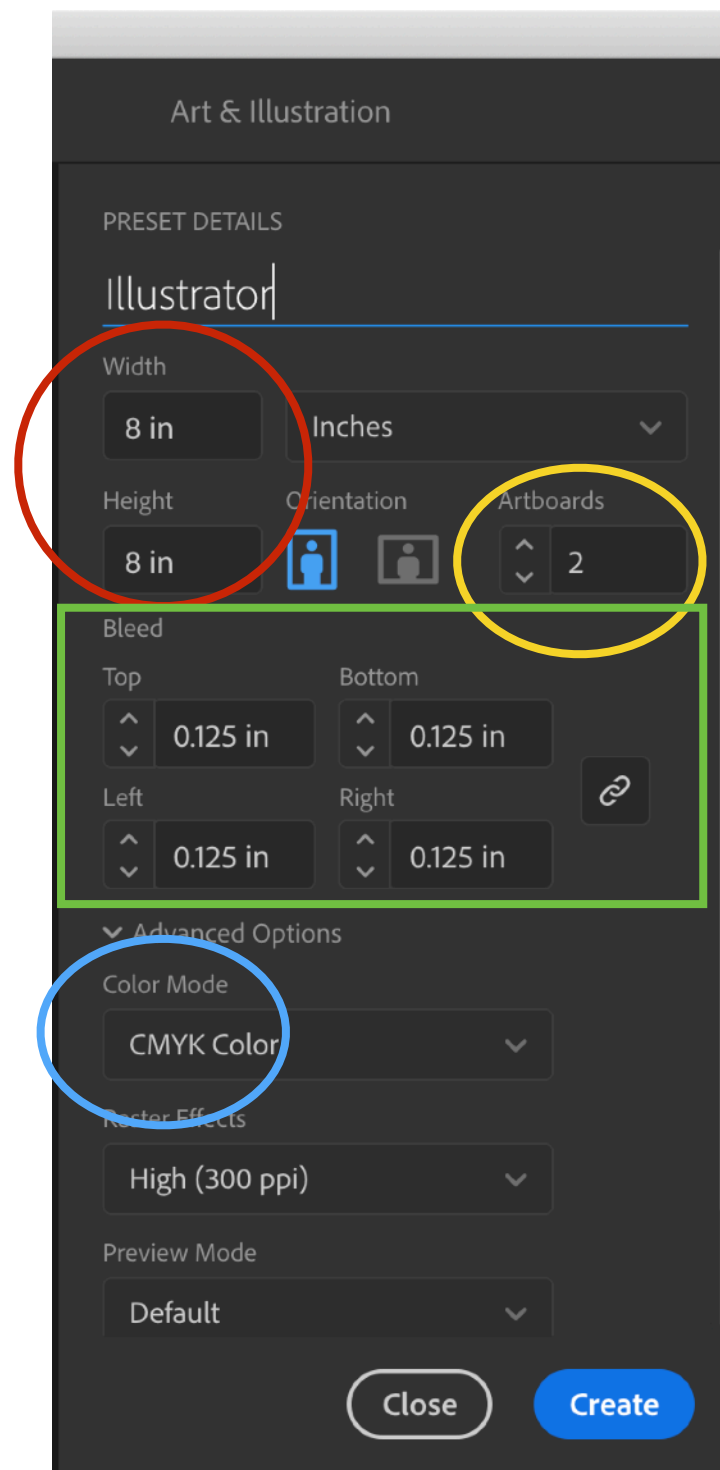 Art & Illustration
PRESET DETAILS
Illustrator
Width
8 in Inches
Height Orientation Artboards
8 in 2
Bleed
Top Bottom
0.125 in 0.125 in
Left Right
0.125 in 0.125 in
Advanced Options
Color Mode
CMYK Color
Raster Effects
High (300 ppi)
Preview Mode
Default
Close Create